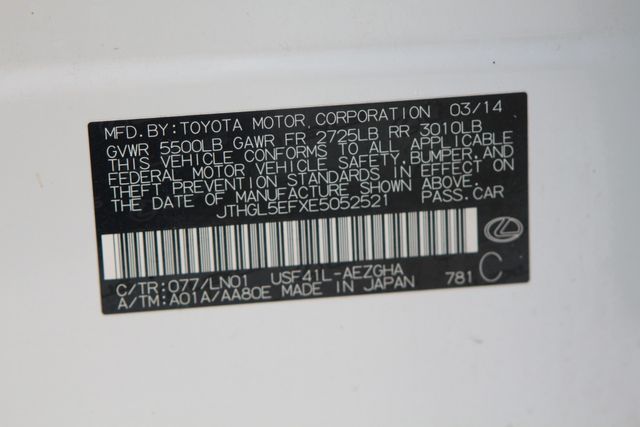 MFD.BY:TOYOTA MOTOR CORPORATION 03/14
GVWR 5500LB GAWR FR 2725LB RR 3010LB
THIS VEHICLE CONFORMS TO ALL APPLICABLE
FEDERAL MOTOR VEHICLE SAFETY,BUMPER,AND
THEFT PREVENTION STANDARDS IN EFFECT ON
THE DATE OF MANUFACTURE SHOWN ABOVE.
JTHGL5EFXE5052521 PASS.CAR
C/TR:077/LN01 USF41L-AEZGHA
A/TM:A01A/AA80E MADE IN JAPAN 781 C